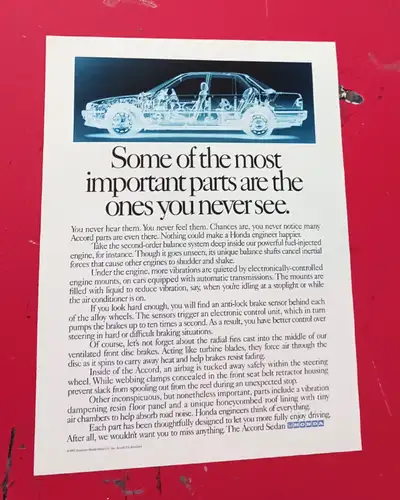 Some of the most
important parts are the
ones you never see.
You never hear them. You never feel them. Chances are, you never notice many
Accord parts are even there. Nothing could make a Honda engineer happier.
Take the second-order balance system deep inside our powerful fuel-injected
engine, for instance. Though it goes unseen, its unique balance shafts cancel inertial
forces that cause other engines to shudder and shake.
Under the engine, more vibrations are quieted by electronically-controlled
engine mounts, on cars equipped with automatic transmissions. The mounts are
filled with liquid to reduce vibration, say, when you're idling at a stoplight or while
the air conditioner is on.
If you look hard enough, you will find an anti-lock brake sensor behind each
of the alloy wheels. The sensors trigger an electronic control unit, which in turn
pumps the brakes up to ten times a second. As a result, you have better control over
steering in hard or difficult braking situations.
Of course, let's not forget about the radial fins cast into the middle of our
ventilated front disc brakes. Acting like turbine blades, they force air through the
disc as it spins to carry away heat and help brakes resist fading.
Inside of the Accord, an airbag is tucked away safely within the steering
wheel. While webbing clamps concealed in the front seat belt retractor housing
prevent slack from spooling out from the reel during an unexpected stop.
Other inconspicuous, but nonetheless important, parts include a vibration
dampening resin floor panel and a unique honeycombed roof lining with tiny
air chambers to help absorb road noise. Honda engineers think of everything.
Each part has been thoughtfully designed to let you more fully enjoy driving.
After all, we wouldn't want you to miss anything. The Accord Sedan HONDA